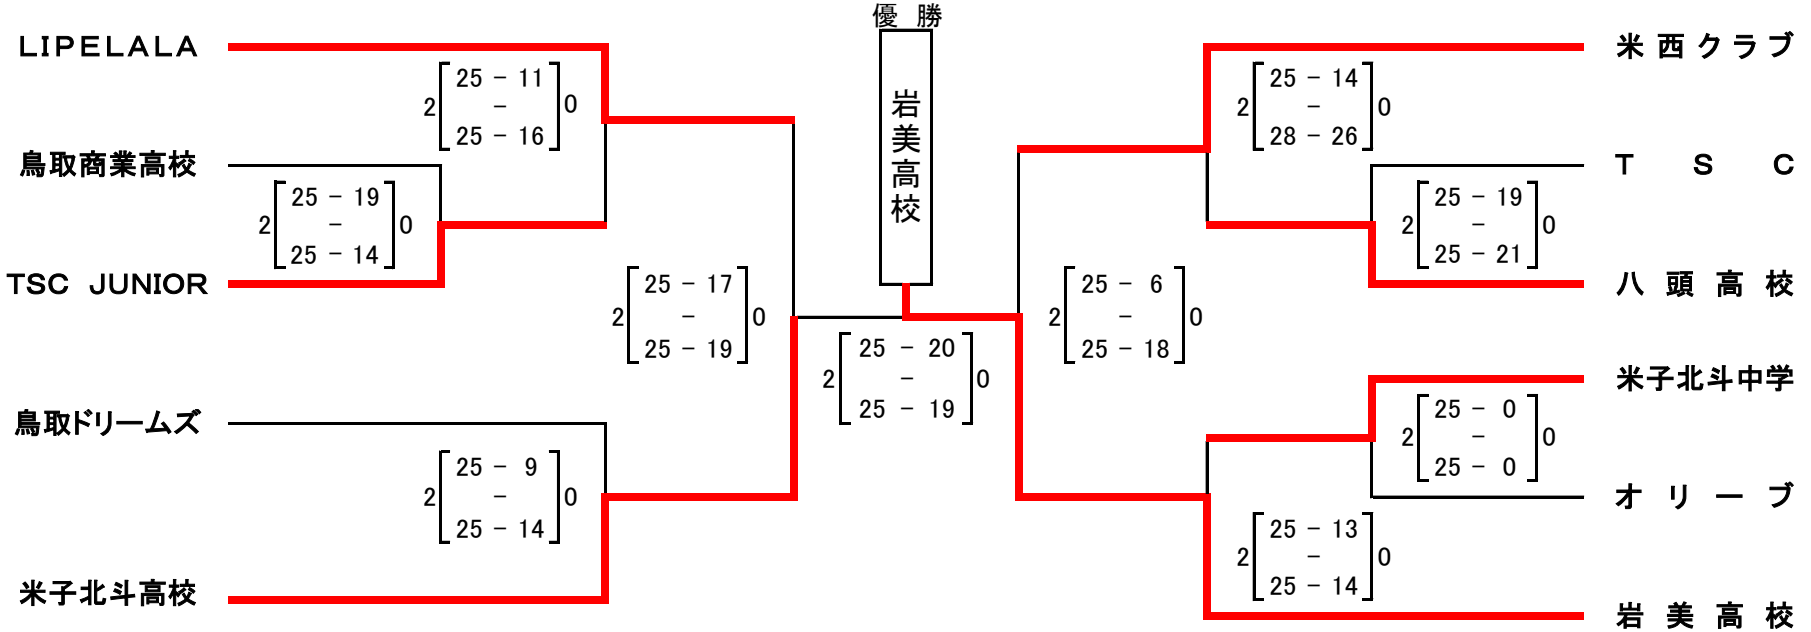 優 勝
岩美高校
LIPELALA
25 - 11
2 - 0
25 - 16
鳥取商業高校
25 - 19
2 - 0
25 - 14
TSC JUNIOR
25 - 17
2 - 0
25 - 19
鳥取ドリームズ
25 - 9
2 - 0
25 - 14
米子北斗高校
25 - 20
2 - 0
25 - 19
米西クラブ
25 - 14
2 - 0
28 - 26
T S C
25 - 19
2 - 0
25 - 21
八頭高校
25 - 6
2 - 0
25 - 18
米子北斗中学
25 - 0
2 - 0
25 - 0
オリーブ
25 - 13
2 - 0
25 - 14
岩美高校